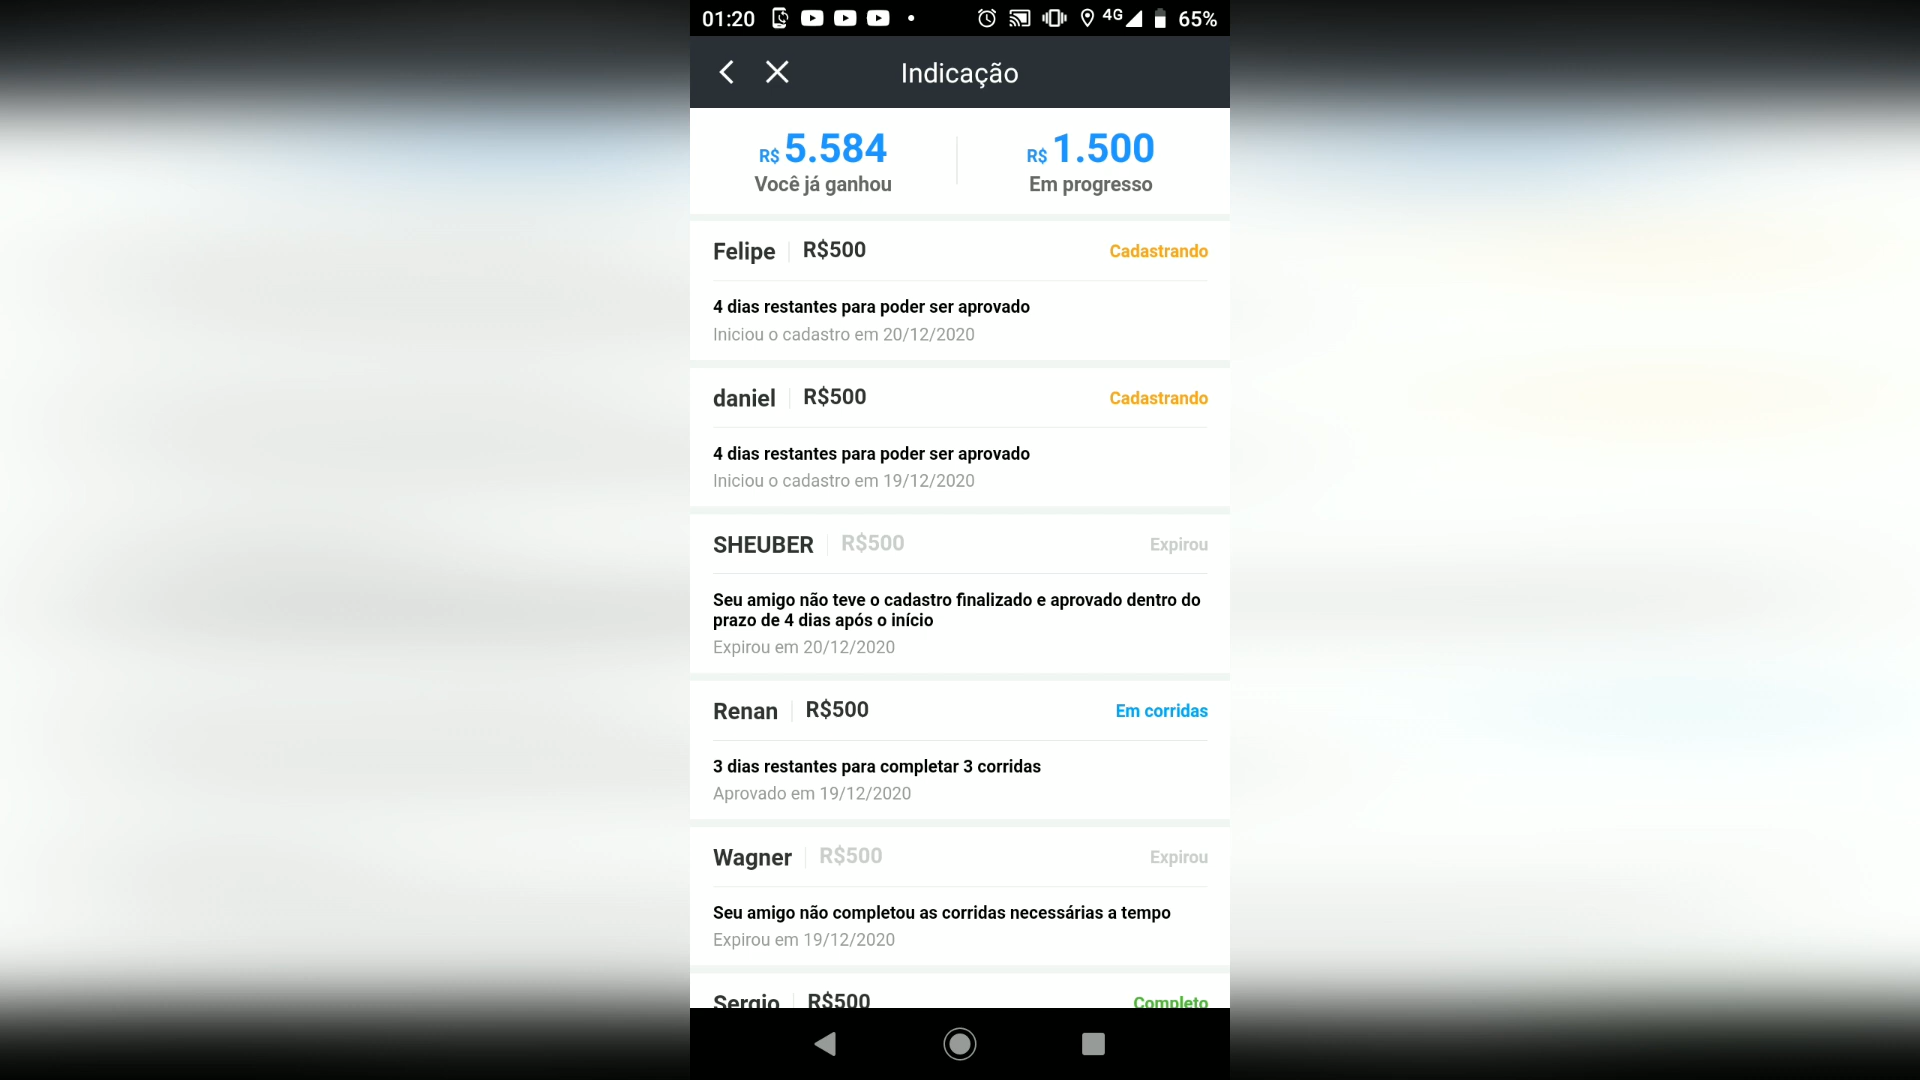 01:20 4G 65%
Indicação
R$ 5.584 R$ 1.500
Você já ganhou Em progresso
Felipe R$500 Cadastrando
4 dias restantes para poder ser aprovado
Iniciou o cadastro em 20/12/2020
daniel R$500 Cadastrando
4 dias restantes para poder ser aprovado
Iniciou o cadastro em 19/12/2020
SHEUBER R$500 Expirou
Seu amigo não teve o cadastro finalizado e aprovado dentro do
prazo de 4 dias após o início
Expirou em 20/12/2020
Renan R$500 Em corridas
3 dias restantes para completar 3 corridas
Aprovado em 19/12/2020
Wagner R$500 Expirou
Seu amigo não completou as corridas necessárias a tempo
Expirou em 19/12/2020
Sergio R$500 Completo